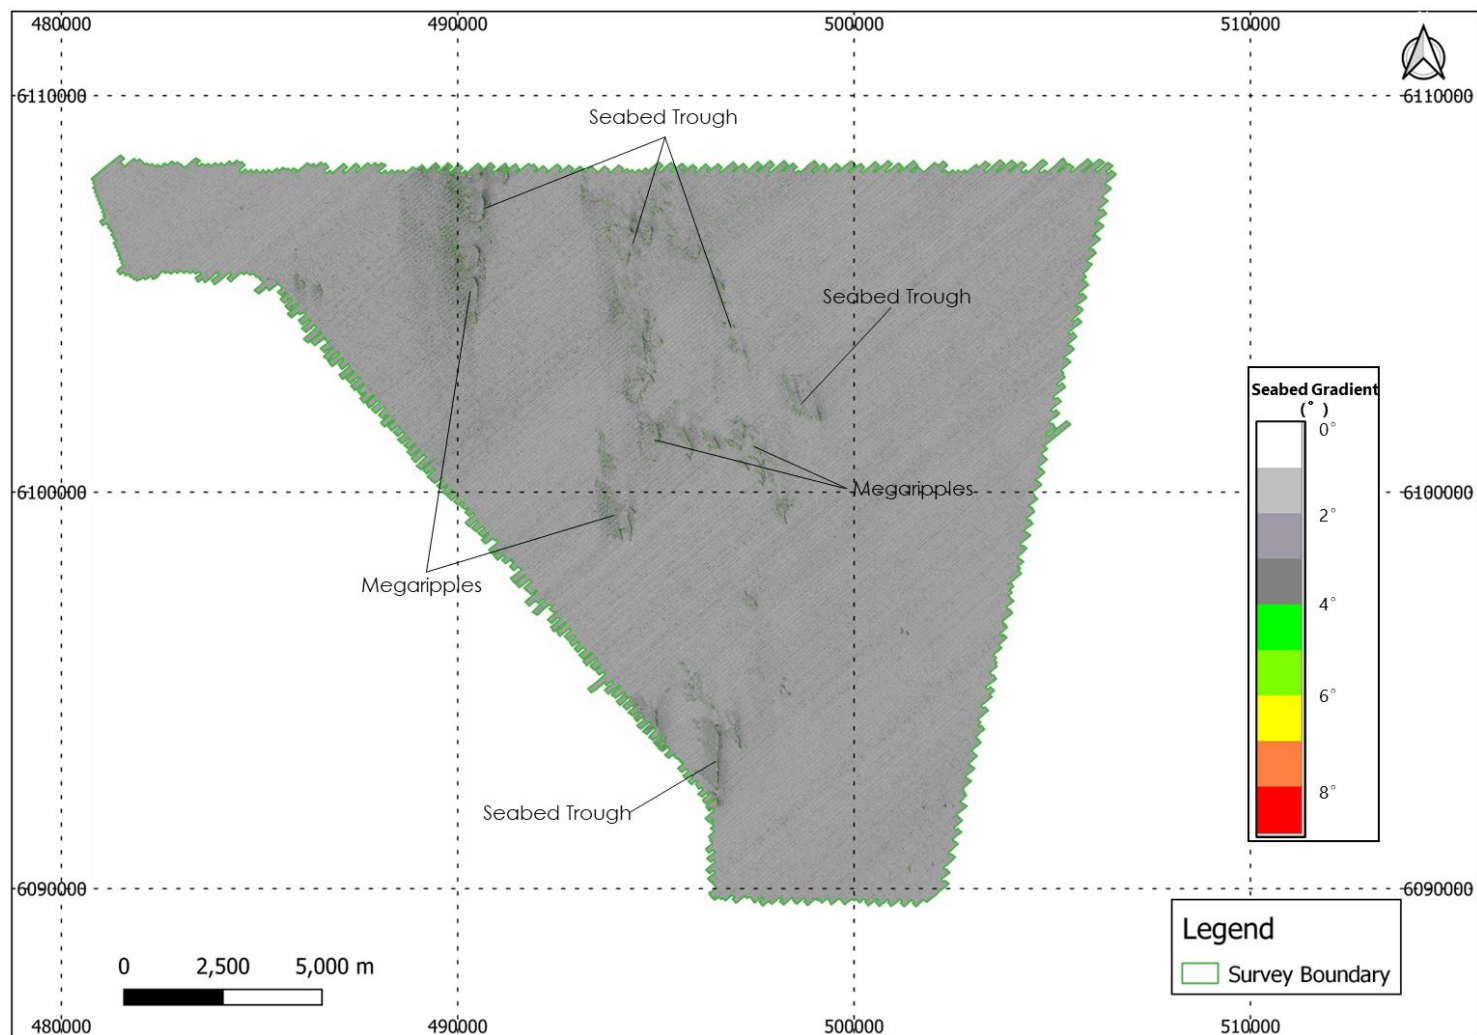 480000
490000
500000
510000
6110000
6110000
Seabed Trough
Seabed Trough
Seabed Gradient
(°)
0°
2°
4°
6°
8°
6100000
Megaripples
6100000
Megaripples
Seabed Trough
6090000
6090000
Legend
Survey Boundary
0
2,500
5,000 m
480000
490000
500000
510000